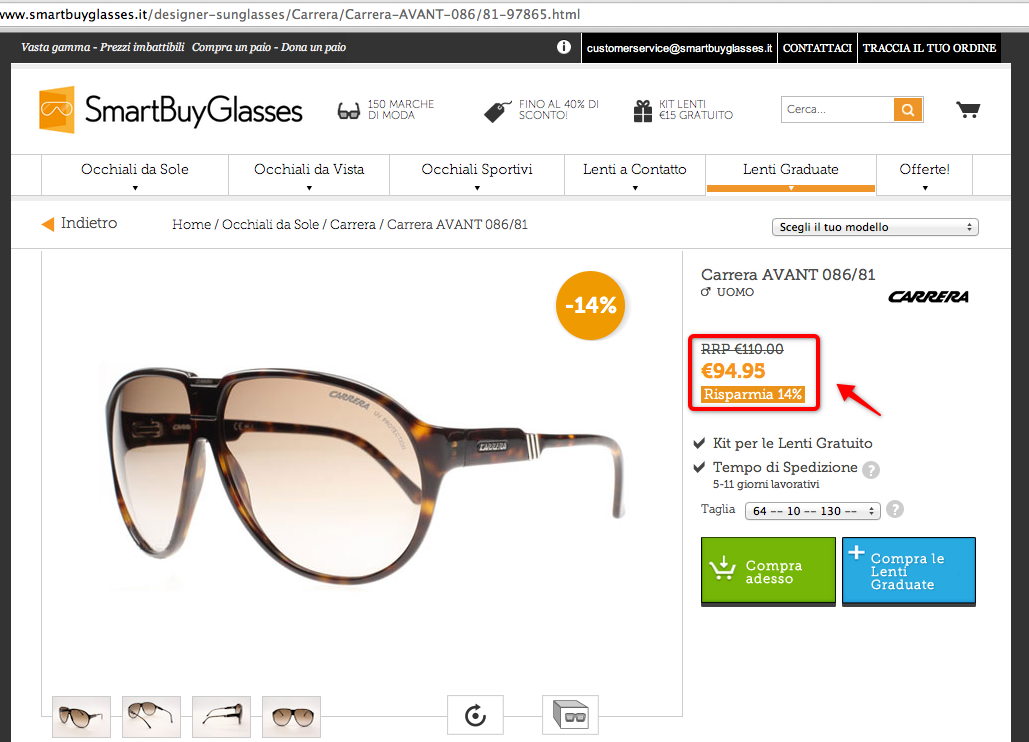 www.smartbuyglasses.it/designer-sunglasses/Carrera/Carrera-AVANT-086/81-97865.html
Vasta gamma - Prezzi imbattibili Compra un paio - Dona un paio
i
customerservice@smartbuyglasses.it
CONTATTACI
TRACCIA IL TUO ORDINE
SmartBuyGlasses
150 MARCHE
DI MODA
FINO AL 40% DI
SCONTO!
KIT LENTI
€15 GRATUITO
Cerca...
Occhiali da Sole
Occhiali da Vista
Occhiali Sportivi
Lenti a Contatto
Lenti Graduate
Offerte!
Indietro
Home / Occhiali da Sole / Carrera / Carrera AVANT 086/81
Scegli il tuo modello
-14%
Carrera AVANT 086/81
♂ UOMO
CARRERA
RRP €110.00
€94.95
Risparmia 14%
CARRERA UV PROTECTION
CARRERA
Kit per le Lenti Gratuito
Tempo di Spedizione ?
5-11 giorni lavorativi
Taglia 64 -- 10 -- 130 -- ?
Compra
adesso
+ Compra le
Lenti
Graduate